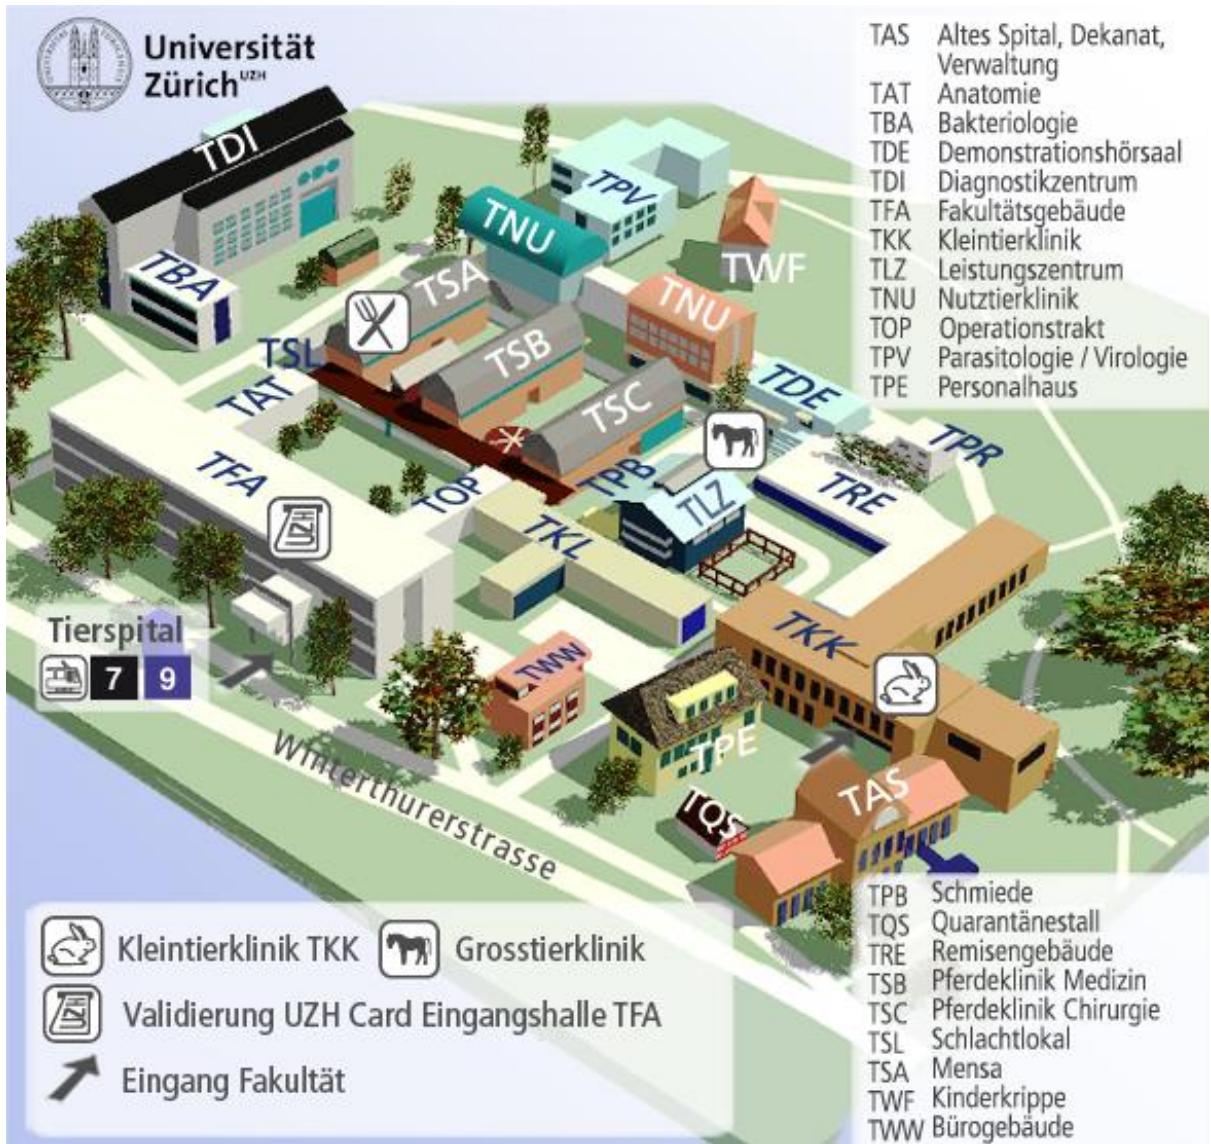 Universität
Zürich UZH
TAS Altes Spital, Dekanat,
Verwaltung
TAT Anatomie
TBA Bakteriologie
TDE Demonstrationshörsaal
TDI Diagnostikzentrum
TFA Fakultätsgebäude
TKK Kleintierklinik
TLZ Leistungszentrum
TNU Nutztierklinik
TOP Operationstrakt
TPV Parasitologie / Virologie
TPE Personalhaus
TDI
TPV
TNU
TBA
TSA
TWF
TNU
TSL
TSB
TAT
TSC
TDE
TPR
TFA
TOP
TPB
TLZ
TRE
UZH
TKL
Tierspital
7 9
TKK
TWW
TPE
TAS
TQS
Winterthurerstrasse
TPB Schmiede
TQS Quarantänestall
TRE Remisengebäude
TSB Pferdeklinik Medizin
TSC Pferdeklinik Chirurgie
TSL Schlachtlokal
TSA Mensa
TWF Kinderkrippe
TWW Bürogebäude
Kleintierklinik TKK Grosstierklinik
Validierung UZH Card Eingangshalle TFA
Eingang Fakultät